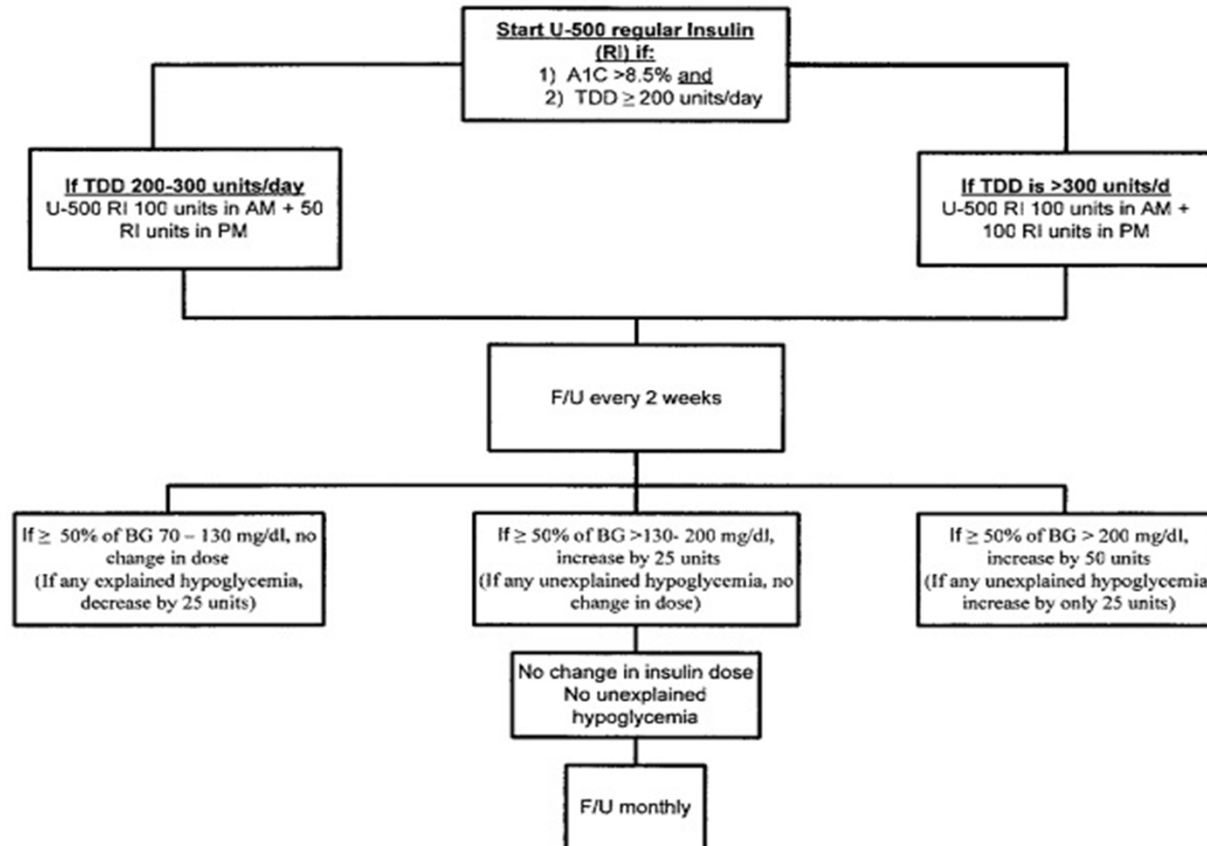 Start U-500 regular Insulin
(RI) if:
1) A1C >8.5% and
2) TDD ≥ 200 units/day
If TDD 200-300 units/day
U-500 RI 100 units in AM + 50
RI units in PM
If TDD is >300 units/d
U-500 RI 100 units in AM +
100 RI units in PM
F/U every 2 weeks
If ≥ 50% of BG 70 – 130 mg/dl, no
change in dose
(If any explained hypoglycemia,
decrease by 25 units)
If ≥ 50% of BG >130- 200 mg/dl,
increase by 25 units
(If any unexplained hypoglycemia, no
change in dose)
If ≥ 50% of BG > 200 mg/dl,
increase by 50 units
(If any unexplained hypoglycemia
increase by only 25 units)
No change in insulin dose
No unexplained
hypoglycemia
F/U monthly